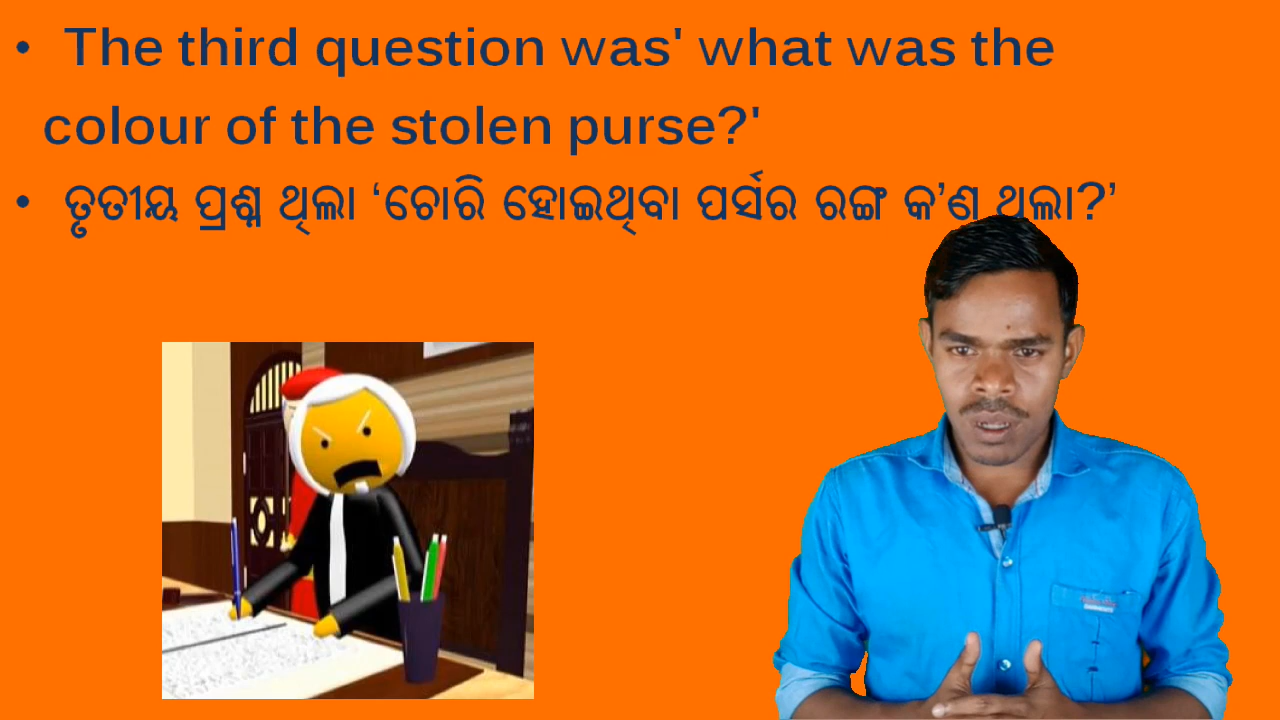 • The third question was' what was the
colour of the stolen purse?'
• ତୃତୀୟ ପ୍ରଶ୍ନ ଥିଲା ‘ଚୋରି ହୋଇଥିବା ପର୍ସର ରଙ୍ଗ କ’ଣ ଥିଲା?’